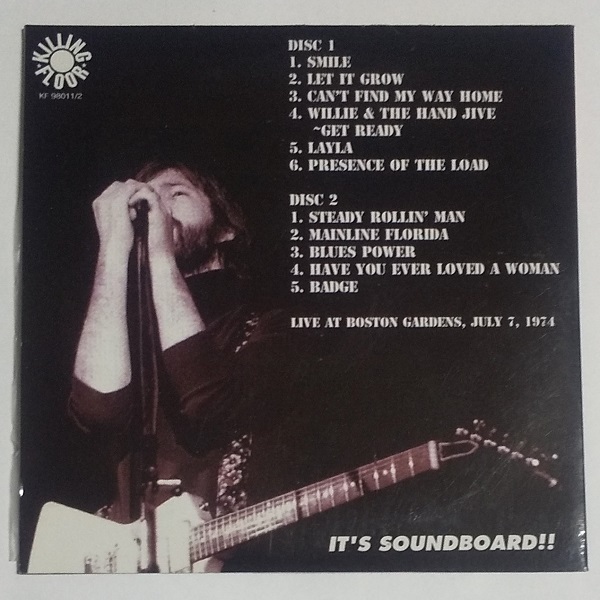 KILLING
FLOOR
KF 98011/2
DISC 1
1. SMILE
2. LET IT GROW
3. CAN'T FIND MY WAY HOME
4. WILLIE & THE HAND JIVE
~GET READY
5. LAYLA
6. PRESENCE OF THE LOAD
DISC 2
1. STEADY ROLLIN' MAN
2. MAINLINE FLORIDA
3. BLUES POWER
4. HAVE YOU EVER LOVED A WOMAN
5. BADGE
LIVE AT BOSTON GARDENS, JULY 7, 1974
IT'S SOUNDBOARD!!